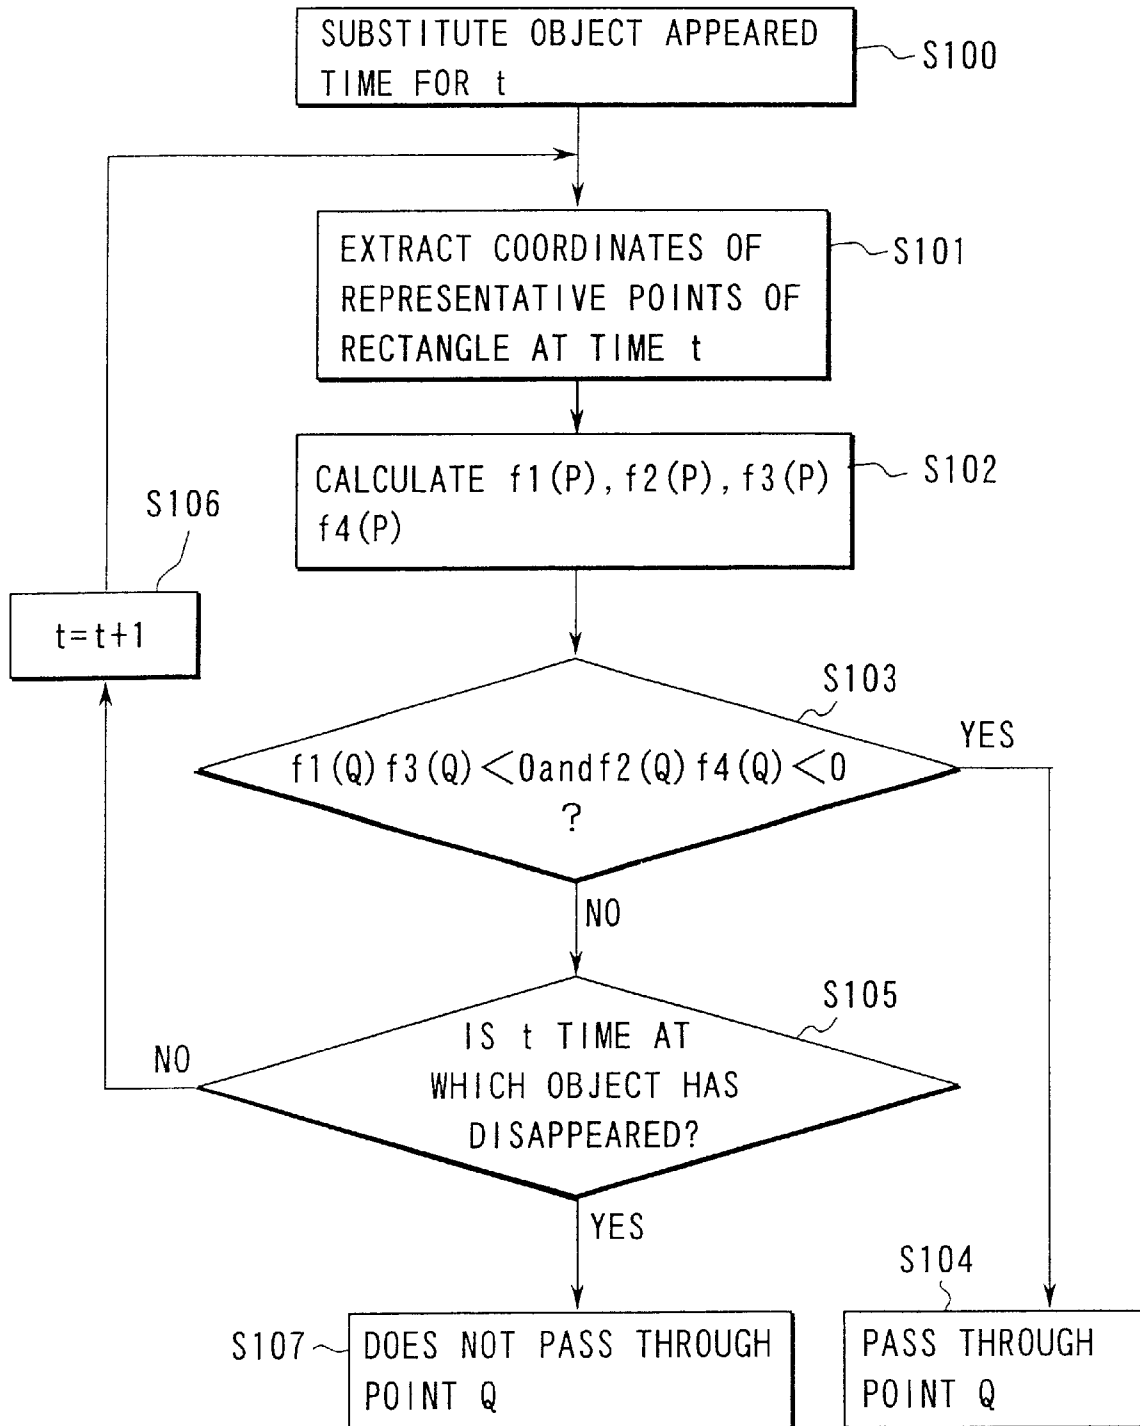 SUBSTITUTE OBJECT APPEARED
TIME FOR t
S100
EXTRACT COORDINATES OF
REPRESENTATIVE POINTS OF
RECTANGLE AT TIME t
S101
CALCULATE f1(P),f2(P),f3(P)
f4(P)
S102
S106
t=t+1
S103
f1(Q)f3(Q)<0andf2(Q)f4(Q)<0
?
YES
NO
S105
IS t TIME AT
WHICH OBJECT HAS
DISAPPEARED?
NO
YES
S104
S107
DOES NOT PASS THROUGH
POINT Q
PASS THROUGH
POINT Q